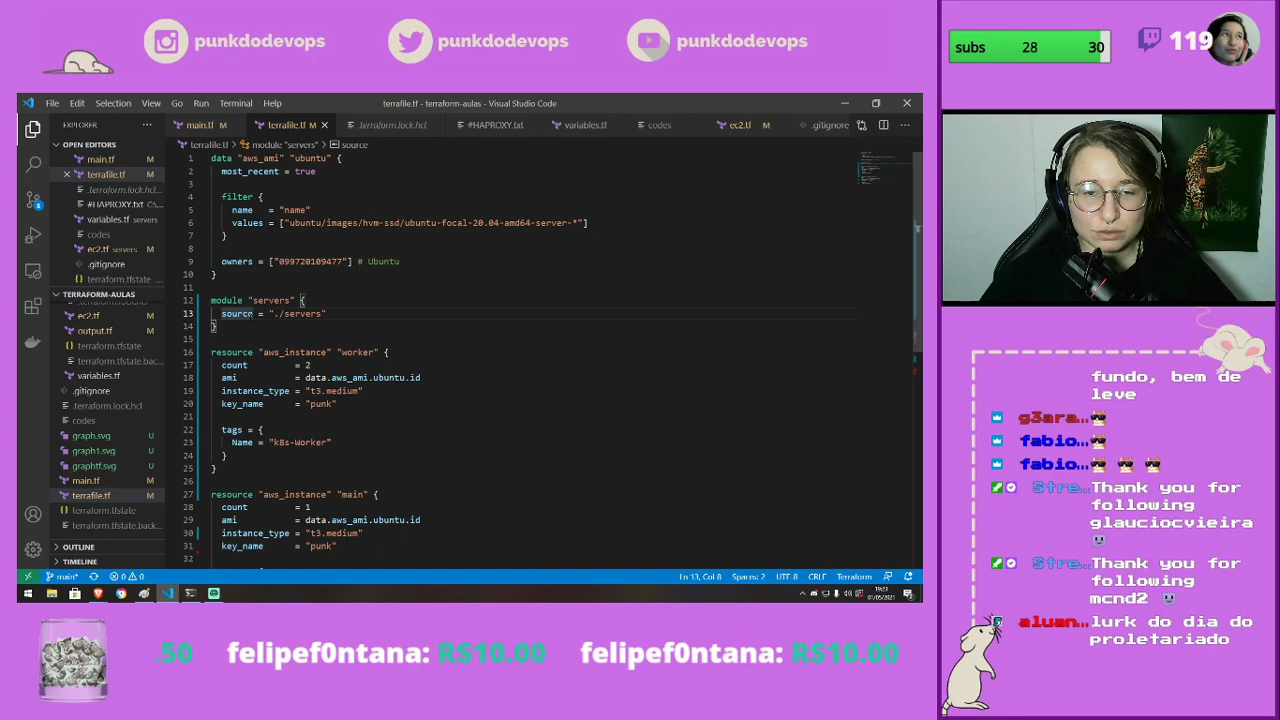 punkdodevops
punkdodevops
punkdodevops
subs 28 30
119
File Edit Selection View Go Run Terminal Help
terrafile.tf - terraform-aulas - Visual Studio Code
EXPLORER
OPEN EDITORS
main.tf M
terrafile.tf M
.terraform.lock.hcl
#HAPROXY.txt C:\...
variables.tf servers
codes
ec2.tf servers M
.gitignore
terraform.tfstate ...
TERRAFORM-AULAS
.terraform.lock.hcl
ec2.tf M
output.tf M
terraform.tfstate
terraform.tfstate.backup
variables.tf M
.gitignore
.terraform.lock.hcl
codes
graph.svg U
graph1.svg U
graphtf.svg U
main.tf M
terrafile.tf M
terraform.tfstate
terraform.tfstate.back...
OUTLINE
TIMELINE
main.tf M
terrafile.tf M
.terraform.lock.hcl
#HAPROXY.txt
variables.tf
codes
ec2.tf M
.gitignore
terrafile.tf > module "servers" > source
1 data "aws_ami" "ubuntu" {
2 most_recent = true
3
4 filter {
5 name = "name"
6 values = ["ubuntu/images/hvm-ssd/ubuntu-focal-20.04-amd64-server-*"]
7 }
8
9 owners = ["099720109477"] # Ubuntu
10 }
11
12 module "servers" {
13 source = "./servers"
14 }
15
16 resource "aws_instance" "worker" {
17 count = 2
18 ami = data.aws_ami.ubuntu.id
19 instance_type = "t3.medium"
20 key_name = "punk"
21
22 tags = {
23 Name = "k8s-Worker"
24 }
25 }
26
27 resource "aws_instance" "main" {
28 count = 1
29 ami = data.aws_ami.ubuntu.id
30 instance_type = "t3.medium"
31 key_name = "punk"
32
main* 0 0
Ln 13, Col 8 Spaces: 2 UTF-8 CRLF Terraform
19:23
01/05/2021
fundo, bem de
leve
g3ara...
fabio...
fabio...
Stre... Thank you for
following
glauciocvieira
Stre... Thank you for
following
mcnd2
aluan... lurk do dia do
proletariado
.50 felipef0ntana: R$10.00 felipef0ntana: R$10.00